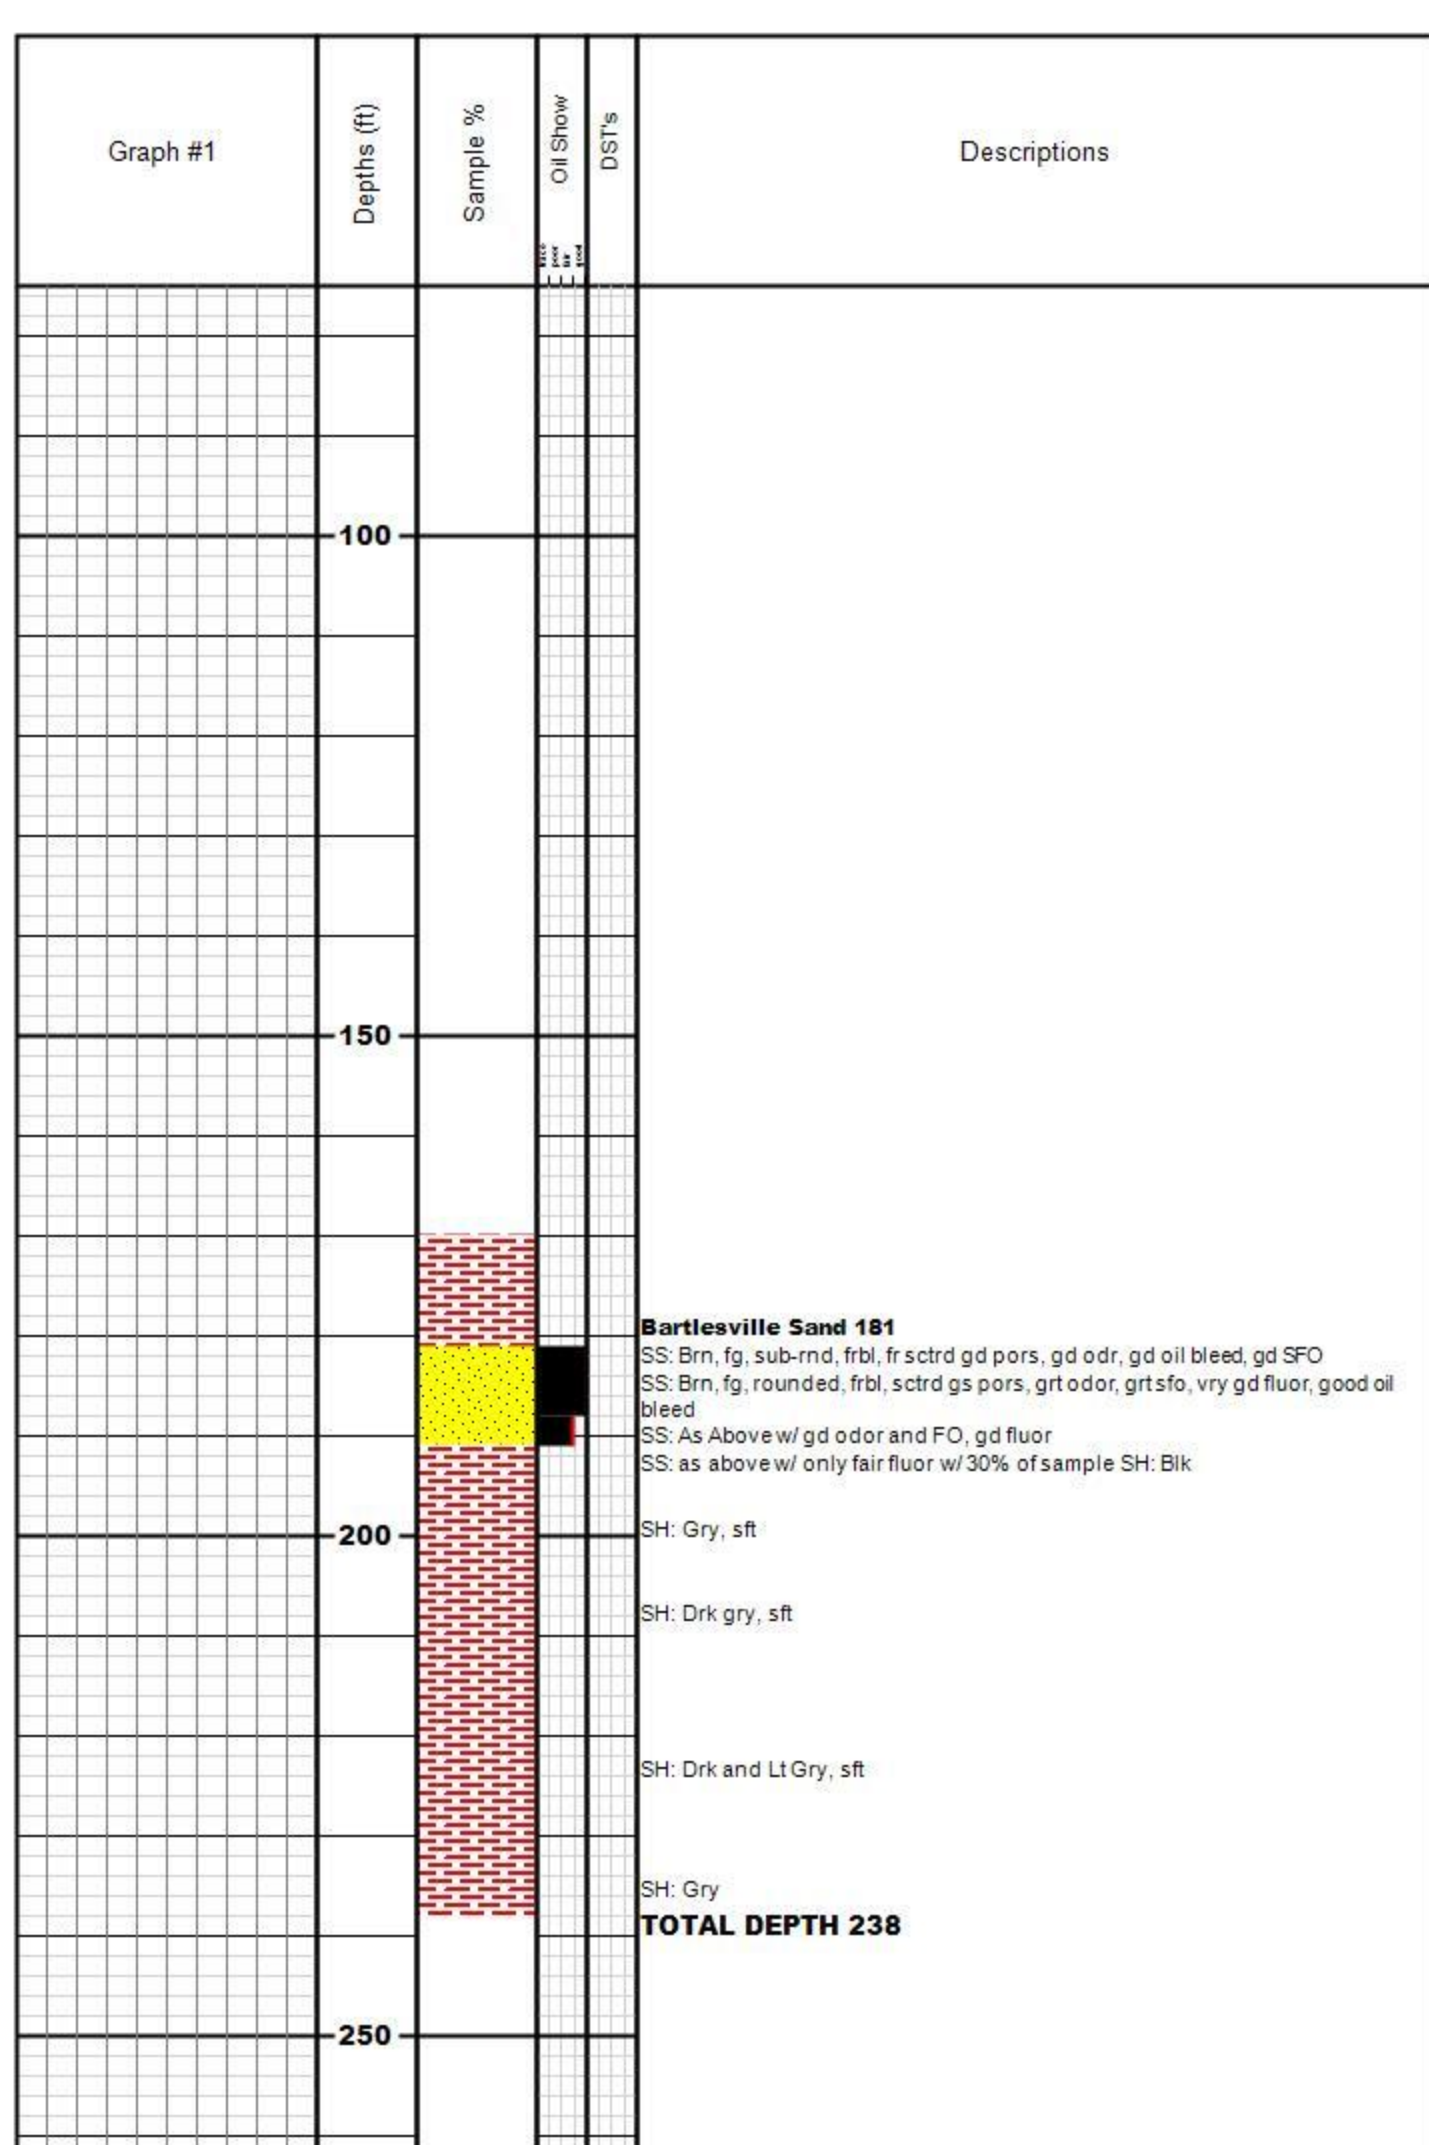 Graph #1
Depths (ft)
Sample %
Oil Show
DST's
Descriptions
poor
good
100
150
Bartlesville Sand 181
SS: Brn, fg, sub-rnd, frbl, fr sctrd gd pors, gd odr, gd oil bleed, gd SFO
SS: Brn, fg, rounded, frbl, sctrd gs pors, grt odor, grt sfo, vry gd fluor, good oil
bleed
SS: As Above w/ gd odor and FO, gd fluor
SS: as above w/ only fair fluor w/ 30% of sample SH: Blk
200
SH: Gry, sft
SH: Drk gry, sft
SH: Drk and Lt Gry, sft
SH: Gry
TOTAL DEPTH 238
250